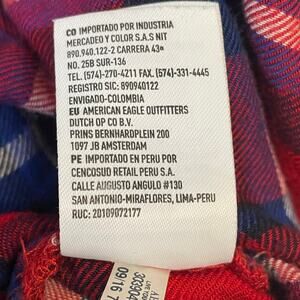 CO IMPORTADO POR INDUSTRIA
MERCADEO Y COLOR S.A.S NIT
890.940.122-2 CARRERA 43ª
NO. 25B SUR-136
TEL. (574)-270-4211 FAX. (574)-331-4445
REGISTRO SIC: 890940122
ENVIGADO-COLOMBIA
EU AMERICAN EAGLE OUTFITTERS
DUTCH OP CO B.V.
PRINS BERNHARDPLEIN 200
1097 JB AMSTERDAM
PE IMPORTADO EN PERU POR
CENCOSUD RETAIL PERU S.A.
CALLE AUGUSTO ANGULO #130
SAN ANTONIO-MIRAFLORES, LIMA-PERU
RUC: 20109072177
09/16